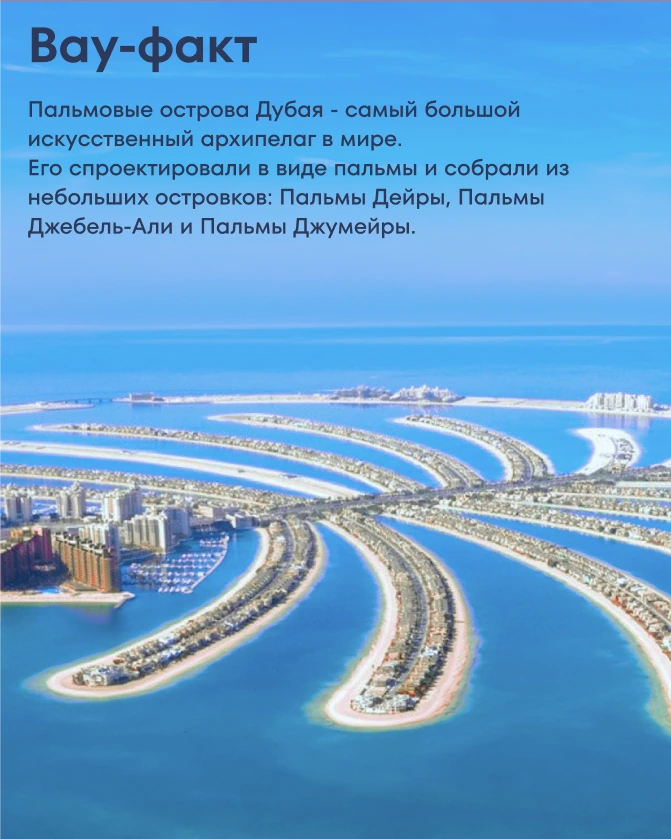 Вау-факт
Пальмовые острова Дубая - самый большой
искусственный архипелаг в мире.
Его спроектировали в виде пальмы и собрали из
небольших островков: Пальмы Дейры, Пальмы
Джебель-Али и Пальмы Джумейры.